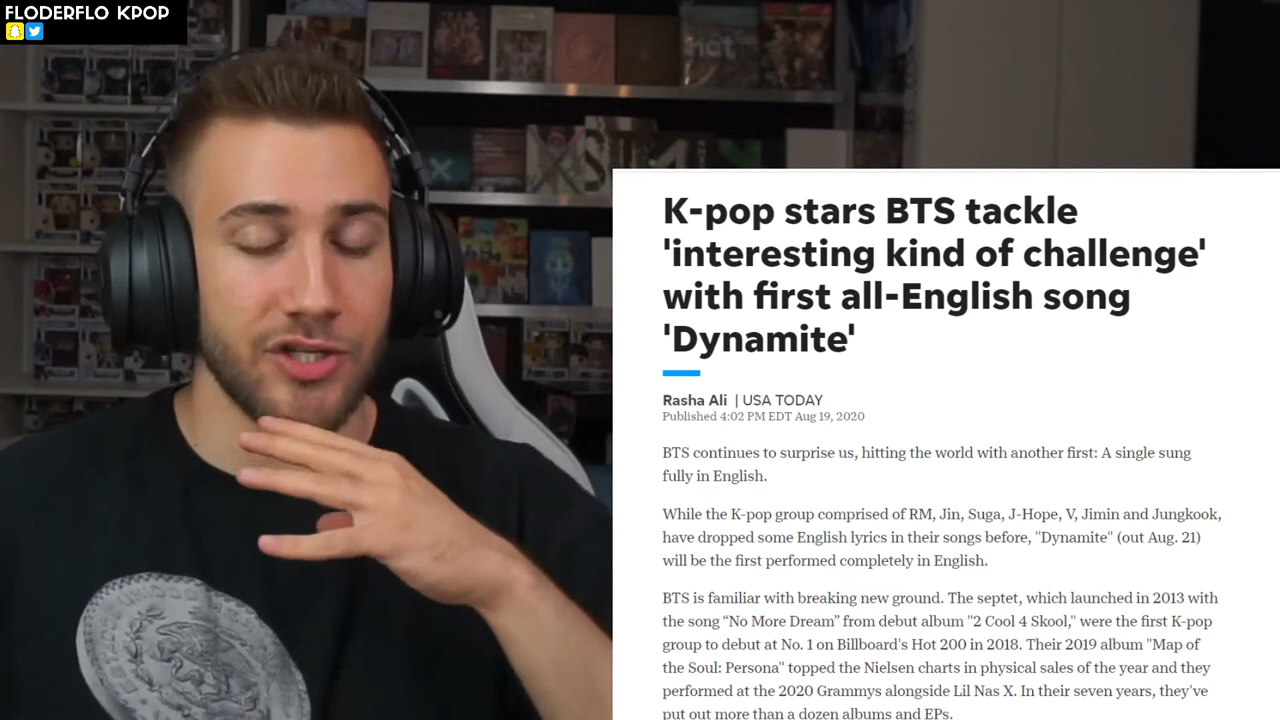 FLODERFLO KPOP
nct
K-pop stars BTS tackle
'interesting kind of challenge'
with first all-English song
'Dynamite'
Rasha Ali | USA TODAY
Published 4:02 PM EDT Aug 19, 2020
BTS continues to surprise us, hitting the world with another first: A single sung
fully in English.
While the K-pop group comprised of RM, Jin, Suga, J-Hope, V, Jimin and Jungkook,
have dropped some English lyrics in their songs before, "Dynamite" (out Aug. 21)
will be the first performed completely in English.
BTS is familiar with breaking new ground. The septet, which launched in 2013 with
the song “No More Dream” from debut album "2 Cool 4 Skool," were the first K-pop
group to debut at No. 1 on Billboard's Hot 200 in 2018. Their 2019 album "Map of
the Soul: Persona" topped the Nielsen charts in physical sales of the year and they
performed at the 2020 Grammys alongside Lil Nas X. In their seven years, they've
put out more than a dozen albums and EPs.